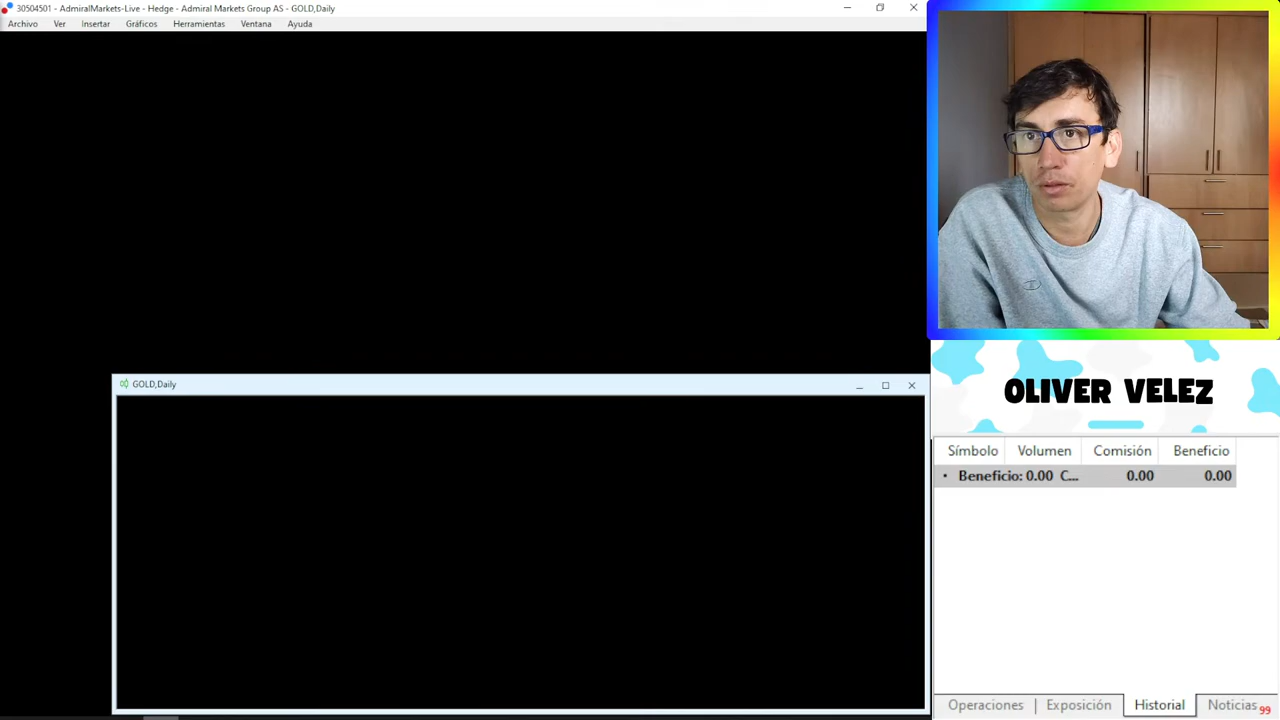 30504501 - AdmiralMarkets-Live - Hedge - Admiral Markets Group AS - GOLD,Daily
Archivo Ver Insertar Gráficos Herramientas Ventana Ayuda
GOLD,Daily
OLIVER VELEZ
Símbolo Volumen Comisión Beneficio
• Beneficio: 0.00 C... 0.00 0.00
Operaciones | Exposición Historial Noticias 99